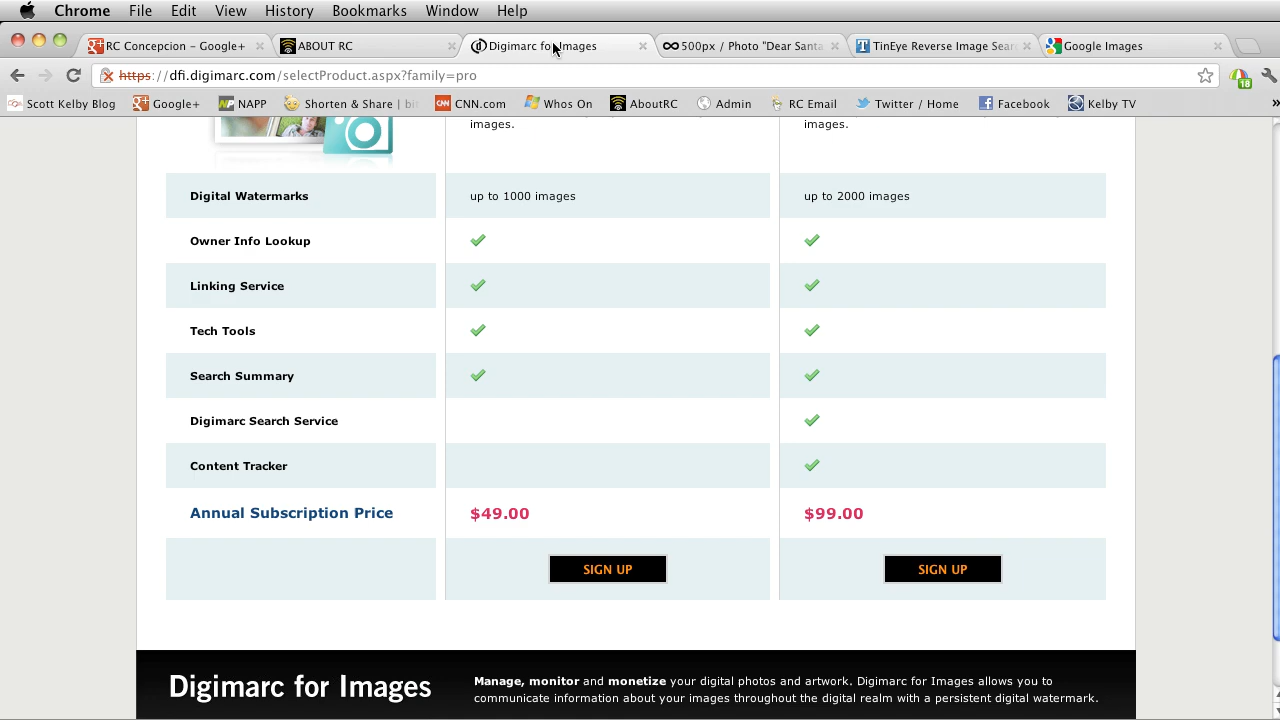 Chrome File Edit View History Bookmarks Window Help
RC Concepcion – Google+ ABOUT RC Digimarc for Images 500px / Photo "Dear Santa TinEye Reverse Image Sear Google Images
https://dfi.digimarc.com/selectProduct.aspx?family=pro
18
Scott Kelby Blog Google+ NAPP Shorten & Share | bit CNN.com Whos On AboutRC Admin RC Email Twitter / Home Facebook Kelby TV »
images. images.
Digital Watermarks up to 1000 images up to 2000 images
Owner Info Lookup
Linking Service
Tech Tools
Search Summary
Digimarc Search Service
Content Tracker
Annual Subscription Price $49.00 $99.00
SIGN UP SIGN UP
Digimarc for Images
Manage, monitor and monetize your digital photos and artwork. Digimarc for Images allows you to
communicate information about your images throughout the digital realm with a persistent digital watermark.